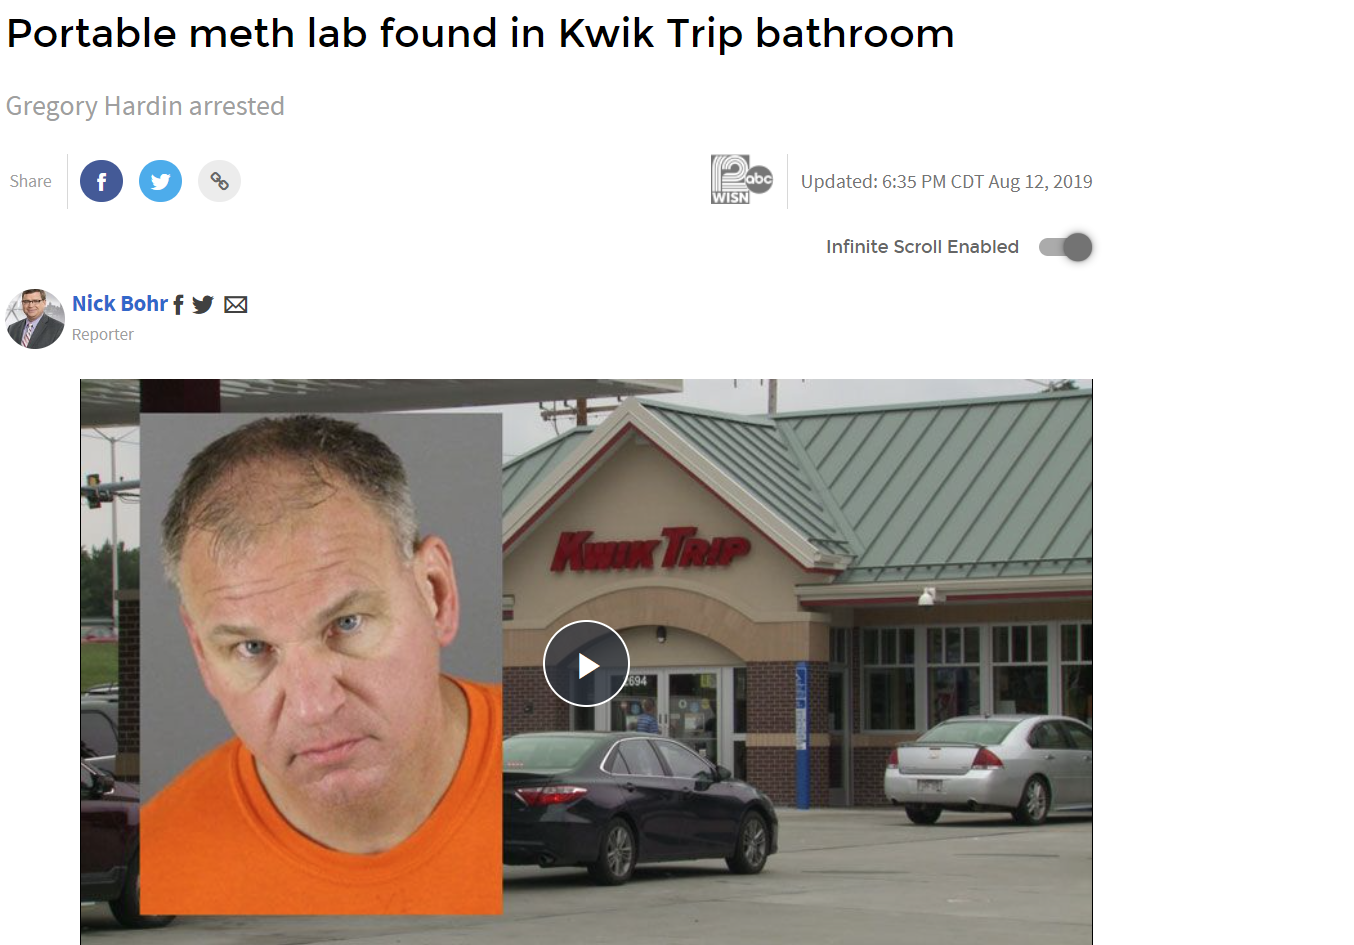 Portable meth lab found in Kwik Trip bathroom
Gregory Hardin arrested
Share
f
12
abc
WISN
Updated: 6:35 PM CDT Aug 12, 2019
Infinite Scroll Enabled
Nick Bohr
Reporter
KWIK TRIP
2694